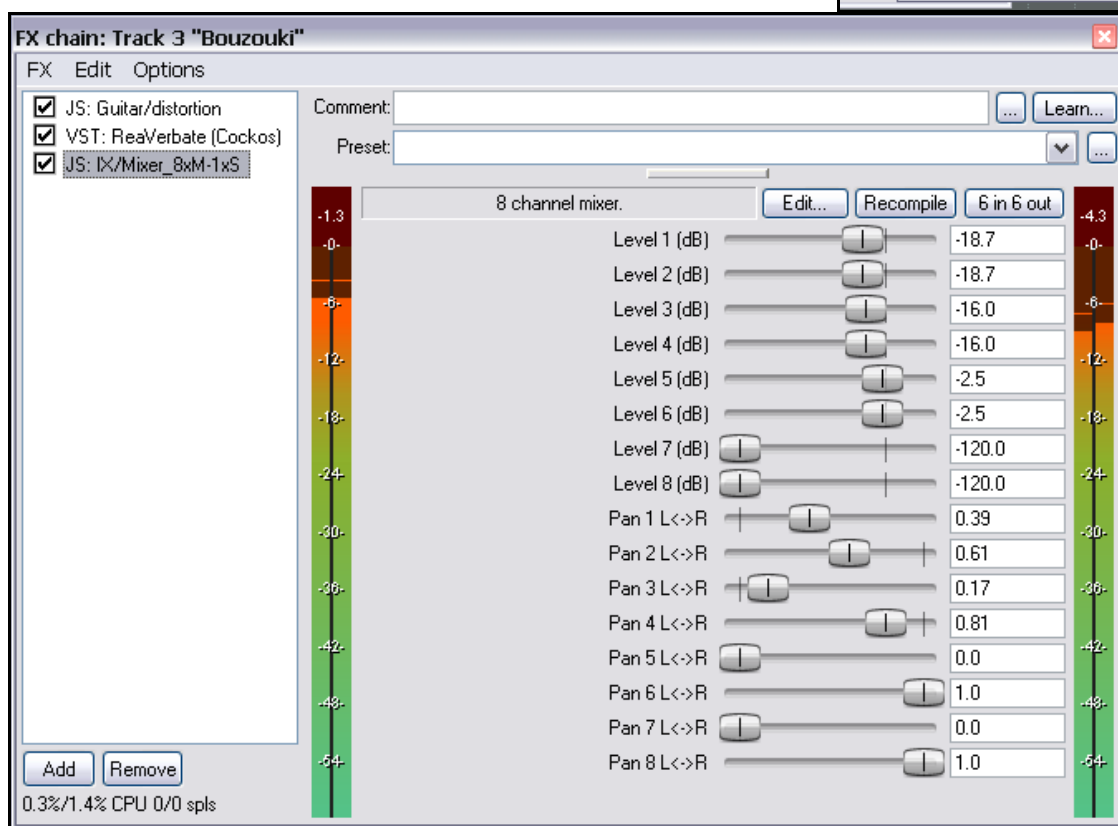 FX chain: Track 3 "Bouzouki"
FX Edit Options
JS: Guitar/distortion
VST: ReaVerbate (Cockos)
JS: IX/Mixer_8xM-1xS
Comment: ... Learn...
Preset: ...
8 channel mixer. Edit... Recompile 6 in 6 out
Level 1 (dB) -18.7
Level 2 (dB) -18.7
Level 3 (dB) -16.0
Level 4 (dB) -16.0
Level 5 (dB) -2.5
Level 6 (dB) -2.5
Level 7 (dB) -120.0
Level 8 (dB) -120.0
Pan 1 L<->R 0.39
Pan 2 L<->R 0.61
Pan 3 L<->R 0.17
Pan 4 L<->R 0.81
Pan 5 L<->R 0.0
Pan 6 L<->R 1.0
Pan 7 L<->R 0.0
Pan 8 L<->R 1.0
-1.3
-0-
-6-
-12-
-18-
-24-
-30-
-36-
-42-
-48-
-54-
-4.3
-0-
-6-
-12-
-18-
-24-
-30-
-36-
-42-
-48-
-54-
Add Remove
0.3%/1.4% CPU 0/0 spls